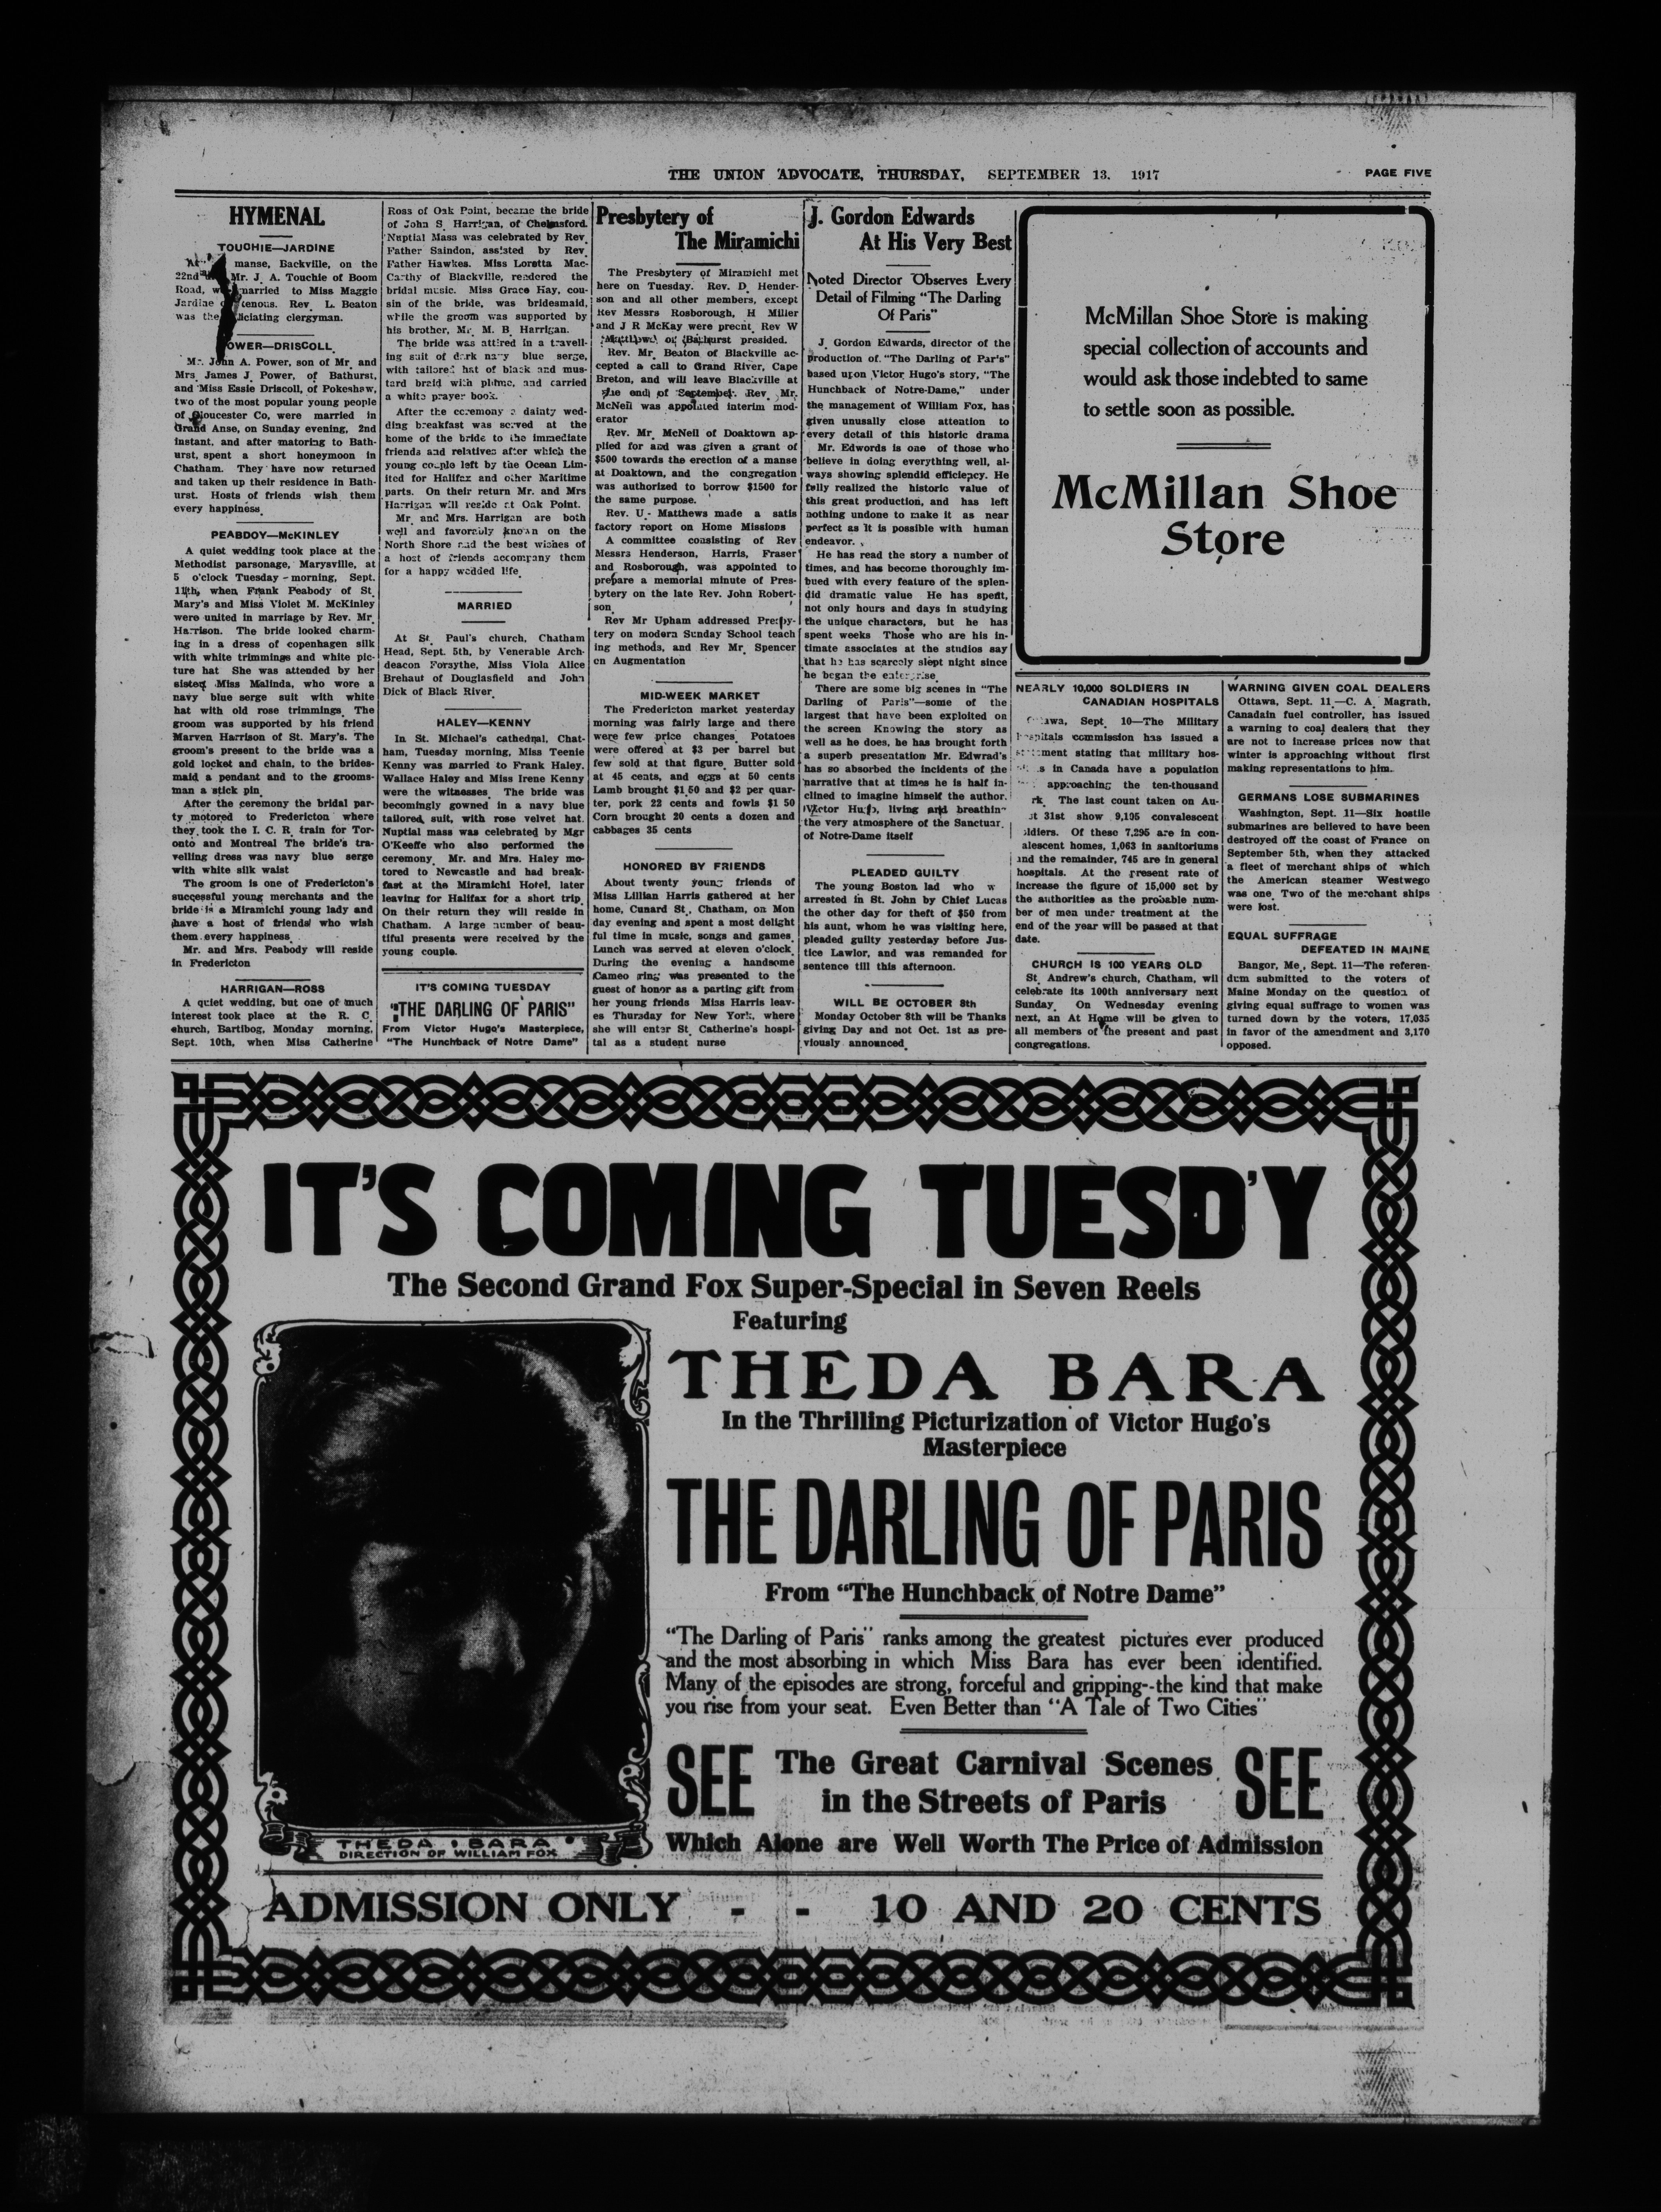 THE UNION ADVOCATE, THURSDAY, SEPTEMBER 13. 1917
PAGE FIVE
HYMENAL
TOUCHIE—JARDINE
manse, Backville, on the
22nd Mr. J. A. Touchie of Boom
Road, married to Miss Maggie
Jardine Rev. L. Beaton
was the clergyman.
OWER—DRISCOLL
Mr. John A. Power, son of Mr. and
Mrs. James J. Power, of Bathurst,
and Miss Essie Driscoll, of Pokeshaw,
two of the most popular young people
of Gloucester Co, were married in
Grand Anse, on Sunday evening, 2nd
instant, and after matoring to Bath-
urst, spent a short honeymoon in
Chatham. They have now returned
and taken up their residence in Bath-
urst. Hosts of friends wish them
every happiness.
PEABDOY—McKINLEY
A quiet wedding took place at the
Methodist parsonage, Marysville, at
5 o'clock Tuesday - morning, Sept.
11th, when Frank Peabody of St.
Mary's and Miss Violet M. McKinley
were united in marriage by Rev. Mr.
Harrison. The bride looked charm-
ing in a dress of copenhagen silk
with white trimmings and white pic-
ture hat She was attended by her
sister Miss Malinda, who wore a
navy blue serge suit with white
hat with old rose trimmings. The
groom was supported by his friend
Marven Harrison of St. Mary's. The
groom's present to the bride was a
gold locket and chain, to the brides-
maid a pendant and to the grooms-
man a stick pin.
After the ceremony the bridal par-
ty motored to Fredericton where
they took the I. C. R. train for Tor-
onto and Montreal The bride's tra-
velling dress was navy blue serge
with white silk waist
The groom is one of Fredericton's
successful young merchants and the
bride is a Miramichi young lady and
have a host of friends who wish
them every happiness.
Mr. and Mrs. Peabody will reside
in Fredericton
HARRIGAN—ROSS
A quiet wedding, but one of much
interest took place at the R. C.
church, Bartibog, Monday morning,
Sept. 10th, when Miss Catherine
Ross of Oak Point, became the bride
of John S. Harrigan, of Chelmsford.
Nuptial Mass was celebrated by Rev.
Father Saindon, assisted by Rev.
Father Hawkes. Miss Loretta Mac-
Carthy of Blackville, rendered the
bridal music. Miss Grace Hay, cou-
sin of the bride, was bridesmaid,
while the groom was supported by
his brother, Mr. M. B. Harrigan.
The bride was attired in a travell-
ing suit of dark navy blue serge,
with tailored hat of black and mus-
tard braid with plume, and carried
a white prayer book.
After the ceremony a dainty wed-
ding breakfast was served at the
home of the bride to the immediate
friends and relatives after which the
young couple left by the Ocean Lim-
ited for Halifax and other Maritime
parts. On their return Mr. and Mrs
Harrigan will reside at Oak Point.
Mr. and Mrs. Harrigan are both
well and favorably known on the
North Shore and the best wishes of
a host of friends accompany them
for a happy wedded life.
MARRIED
At St. Paul's church, Chatham
Head, Sept. 5th, by Venerable Arch-
deacon Forsythe, Miss Viola Alice
Brehaut of Douglasfield and John
Dick of Black River.
HALEY—KENNY
In St. Michael's cathedral, Chat-
ham, Tuesday morning, Miss Teenie
Kenny was married to Frank Haley.
Wallace Haley and Miss Irene Kenny
were the witnesses. The bride was
becomingly gowned in a navy blue
tailored suit, with rose velvet hat.
Nuptial mass was celebrated by Mgr
O'Keeffe who also performed the
ceremony. Mr. and Mrs. Haley mo-
tored to Newcastle and had break-
fast at the Miramichi Hotel, later
leaving for Halifax for a short trip.
On their return they will reside in
Chatham. A large number of beau-
tiful presents were received by the
young couple.
IT'S COMING TUESDAY
"THE DARLING OF PARIS"
From Victor Hugo's Masterpiece,
"The Hunchback of Notre Dame"
Presbytery of
The Miramichi
The Presbytery of Miramichi met
here on Tuesday. Rev. D. Hender-
son and all other members, except
Rev Messrs Rosborough, H Miller
and J R McKay were precnt. Rev W
Matthews of Bathurst presided.
Rev. Mr. Beaton of Blackville ac-
cepted a call to Grand River, Cape
Breton, and will leave Blackville at
the end of September. Rev. Mr.
McNeil was appointed interim mod-
erator
Rev. Mr. McNeil of Doaktown ap-
plied for and was given a grant of
$500 towards the erection of a manse
at Doaktown, and the congregation
was authorized to borrow $1500 for
the same purpose.
Rev. U. Matthews made a satis
factory report on Home Missions
A committee consisting of Rev
Messrs Henderson, Harris, Fraser
and Rosborough, was appointed to
prepare a memorial minute of Pres-
bytery on the late Rev. John Robert-
son.
Rev Mr Upham addressed Presby-
tery on modern Sunday School teach
ing methods, and Rev Mr. Spencer
on Augmentation
MID-WEEK MARKET
The Fredericton market yesterday
morning was fairly large and there
were few price changes. Potatoes
were offered at $3 per barrel but
few sold at that figure. Butter sold
at 45 cents, and eggs at 50 cents
Lamb brought $1.50 and $2 per quar-
ter, pork 22 cents and fowls $1 50
Corn brought 20 cents a dozen and
cabbages 35 cents
HONORED BY FRIENDS
About twenty young friends of
Miss Lillian Harris gathered at her
home, Cunard St., Chatham, on Mon
day evening and spent a most delight
ful time in music, songs and games.
Lunch was served at eleven o'clock.
During the evening a handsome
Cameo ring was presented to the
guest of honor as a parting gift from
her young friends Miss Harris leav-
es Thursday for New York, where
she will enter St. Catherine's hospi-
tal as a student nurse
J. Gordon Edwards
At His Very Best
Noted Director Observes Every
Detail of Filming "The Darling
Of Paris"
J. Gordon Edwards, director of the
production of "The Darling of Par's"
based upon Victor Hugo's story, "The
Hunchback of Notre-Dame," under
the management of William Fox, has
given unusally close attention to
every detail of this historic drama
Mr. Edwords is one of those who
believe in doing everything well, al-
ways showing splendid efficiency. He
fully realized the historic value of
this great production, and has left
nothing undone to make it as near
perfect as it is possible with human
endeavor.
He has read the story a number of
times, and has become thoroughly im-
bued with every feature of the splen-
did dramatic value He has spent,
not only hours and days in studying
the unique characters, but he has
spent weeks Those who are his in-
timate associates at the studios say
that he has scarcely slept night since
he began the enterprise.
There are some big scenes in "The
Darling of Paris"—some of the
largest that have been exploited on
the screen Knowing the story as
well as he does, he has brought forth
a superb presentation Mr. Edwrad's
has so absorbed the incidents of the
narrative that at times he is half in-
clined to imagine himself the author.
Victor Hugo, living and breathin
the very atmosphere of the Sanctuar.
of Notre-Dame itself
PLEADED GUILTY
The young Boston lad who w
arrested in St. John by Chief Lucas
the other day for theft of $50 from
his aunt, whom he was visiting here,
pleaded guilty yesterday before Jus-
tice Lawlor, and was remanded for
sentence till this afternoon.
WILL BE OCTOBER 8th
Monday October 8th will be Thanks
giving Day and not Oct. 1st as pre-
viously announced.
McMillan Shoe Store is making
special collection of accounts and
would ask those indebted to same
to settle soon as possible.
McMillan Shoe
Store
NEARLY 10,000 SOLDIERS IN
CANADIAN HOSPITALS
Sept. 10—The Military
commission has issued a
stating that military hos-
in Canada have a population
approaching the ten-thousand
The last count taken on Au-
31st show 9,195 convalescent
Of these 7,295 are in con-
alescent homes, 1,063 in sanitoriums
and the remainder, 745 are in general
hospitals. At the present rate of
increase the figure of 15,000 set by
the authorities as the probable num-
ber of men under treatment at the
end of the year will be passed at that
date.
CHURCH IS 100 YEARS OLD
St. Andrew's church, Chatham, wil
celebrate its 100th anniversary next
Sunday. On Wednesday evening
next, an At Home will be given to
all members of the present and past
congregations.
WARNING GIVEN COAL DEALERS
Ottawa, Sept. 11.—C. A. Magrath,
Canadain fuel controller, has issued
a warning to coal dealers that they
are not to increase prices now that
winter is approaching without first
making representations to him.
GERMANS LOSE SUBMARINES
Washington, Sept. 11—Six hostile
submarines are believed to have been
destroyed off the coast of France on
September 5th, when they attacked
a fleet of merchant ships of which
the American steamer Westwego
was one. Two of the merchant ships
were lost.
EQUAL SUFFRAGE
DEFEATED IN MAINE
Bangor, Me., Sept. 11—The referen-
dum submitted to the voters of
Maine Monday on the question of
giving equal suffrage to women was
turned down by the voters, 17,035
in favor of the amendment and 3,170
opposed.
IT'S COMING TUESD'Y
The Second Grand Fox Super-Special in Seven Reels
Featuring
THEDA BARA
In the Thrilling Picturization of Victor Hugo's
Masterpiece
THE DARLING OF PARIS
From "The Hunchback of Notre Dame"
"The Darling of Paris" ranks among the greatest pictures ever produced
and the most absorbing in which Miss Bara has ever been identified.
Many of the episodes are strong, forceful and gripping--the kind that make
you rise from your seat. Even Better than "A Tale of Two Cities"
SEE The Great Carnival Scenes SEE
in the Streets of Paris
Which Alone are Well Worth The Price of Admission
THEDA BARA
DIRECTION OF WILLIAM FOX
ADMISSION ONLY - - 10 AND 20 CENTS